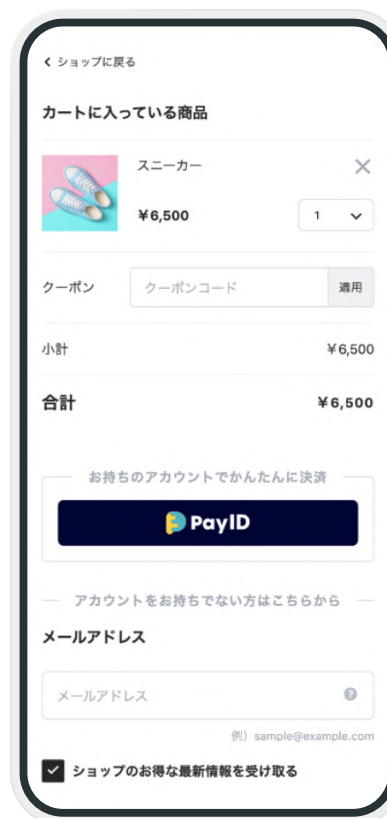 ショップに戻る
カートに入っている商品
スニーカー
¥6,500
1
クーポン
クーポンコード
適用
小計
¥6,500
合計
¥6,500
お持ちのアカウントでかんたんに決済
PayID
アカウントをお持ちでない方はこちらから
メールアドレス
メールアドレス
?
例）sample@example.com
ショップのお得な最新情報を受け取る